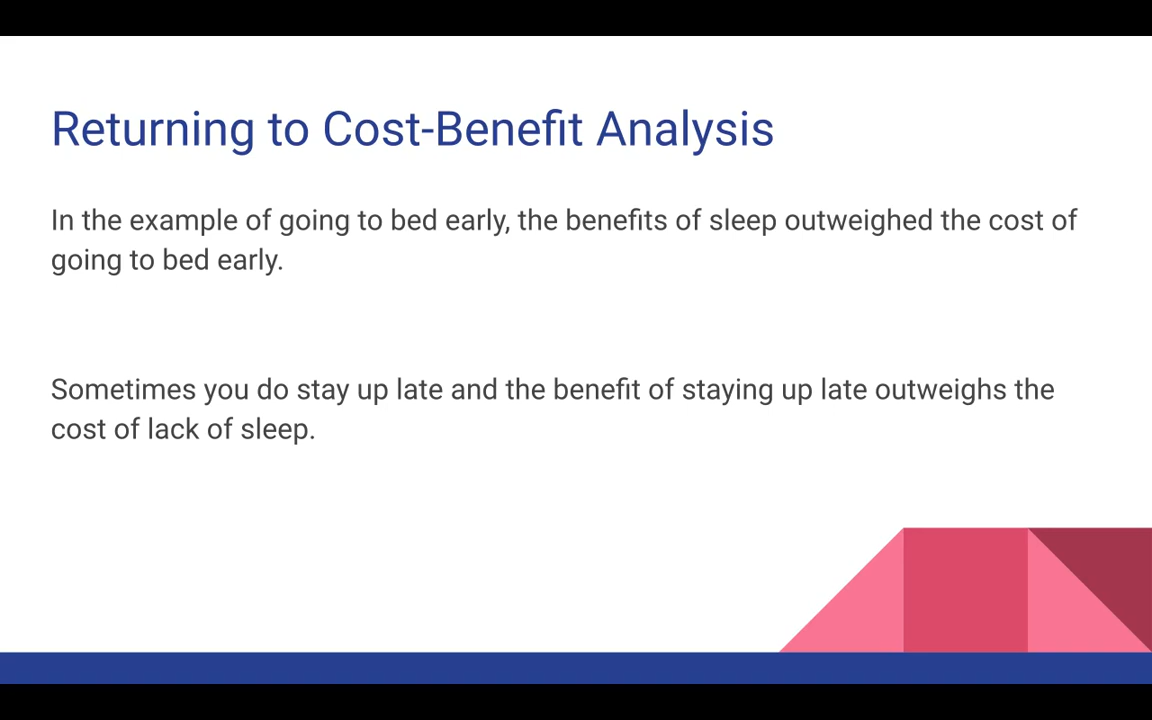 Returning to Cost-Benefit Analysis
In the example of going to bed early, the benefits of sleep outweighed the cost of
going to bed early.
Sometimes you do stay up late and the benefit of staying up late outweighs the
cost of lack of sleep.